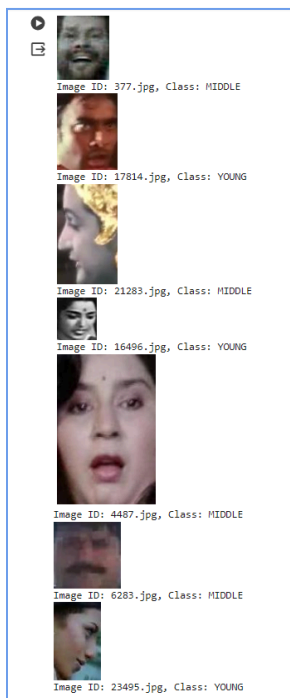 Image ID: 377.jpg, Class: MIDDLE
Image ID: 17814.jpg, Class: YOUNG
Image ID: 21283.jpg, Class: MIDDLE
Image ID: 16496.jpg, Class: YOUNG
Image ID: 4487.jpg, Class: MIDDLE
Image ID: 6283.jpg, Class: MIDDLE
Image ID: 23495.jpg, Class: YOUNG